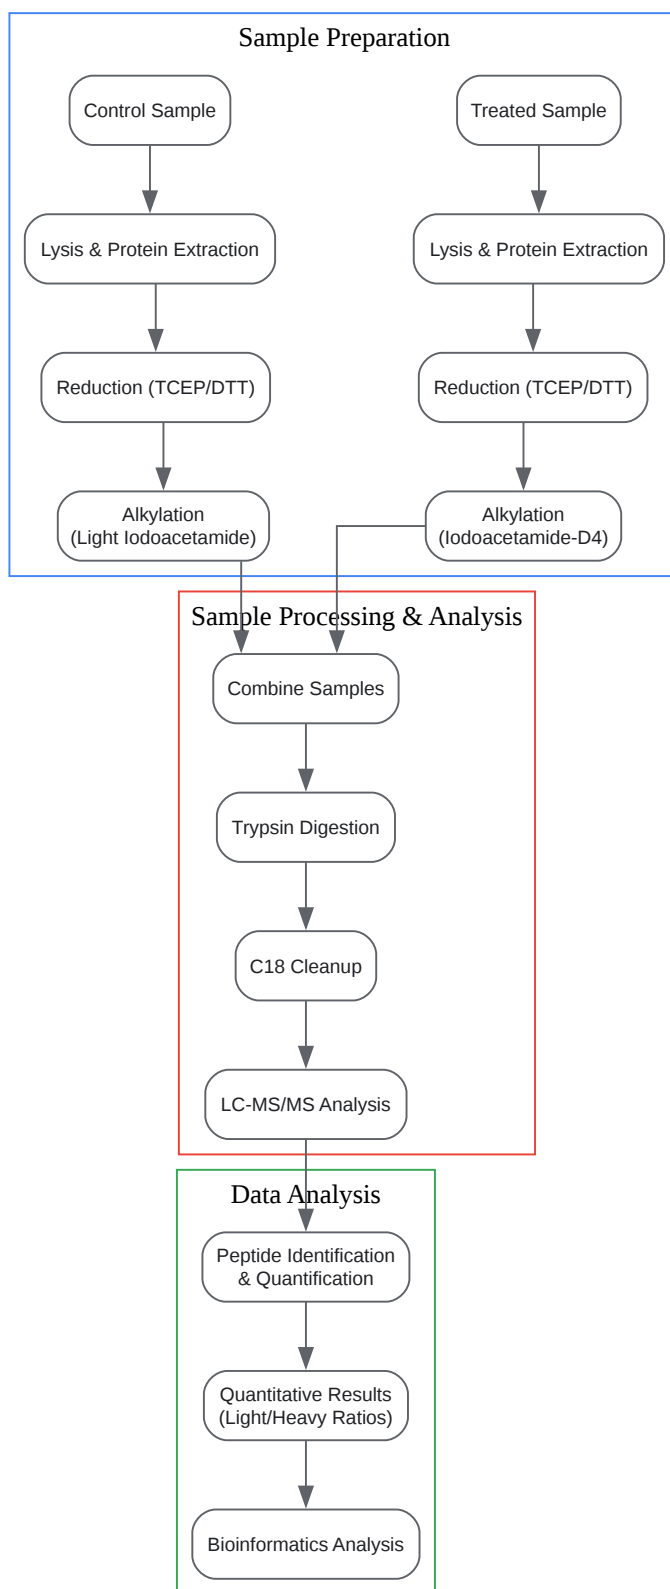 Sample Preparation
Control Sample
Treated Sample
Lysis & Protein Extraction
Lysis & Protein Extraction
Reduction (TCEP/DTT)
Reduction (TCEP/DTT)
Alkylation
(Light Iodoacetamide)
Alkylation
(Iodoacetamide-D4)
Sample Processing & Analysis
Combine Samples
Trypsin Digestion
C18 Cleanup
LC-MS/MS Analysis
Data Analysis
Peptide Identification
& Quantification
Quantitative Results
(Light/Heavy Ratios)
Bioinformatics Analysis